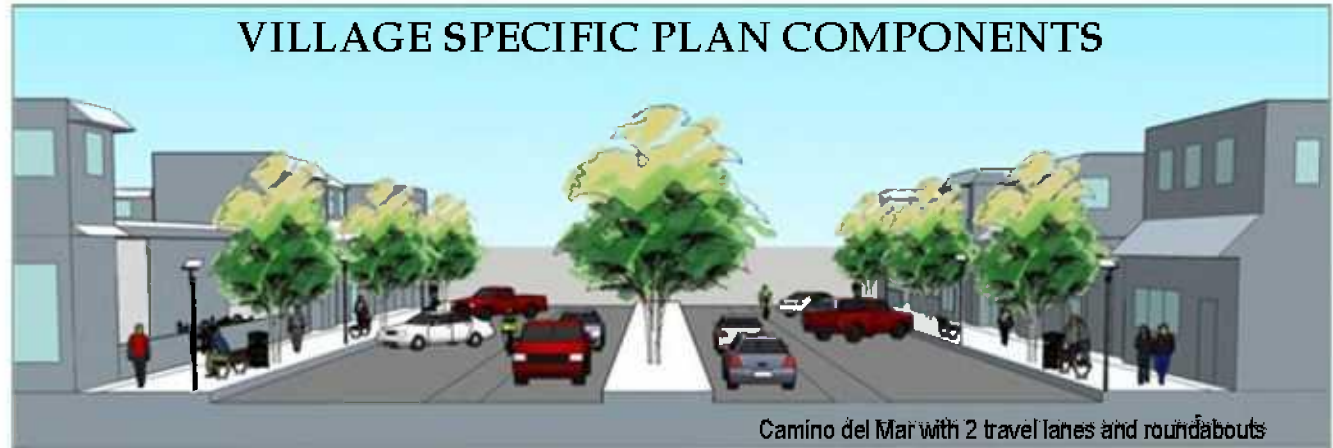 VILLAGE SPECIFIC PLAN COMPONENTS
Camino del Mar with 2 travel lanes and roundabouts